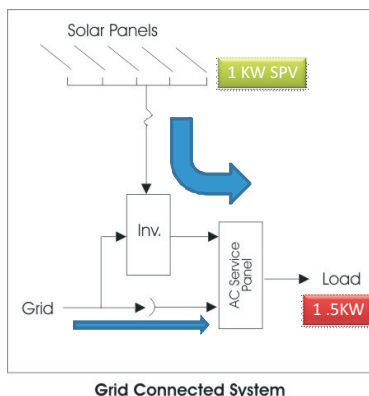 Solar Panels
1 KW SPV
Inv.
AC Service
Panel
Grid
Load
1 .5KW
Grid Connected System